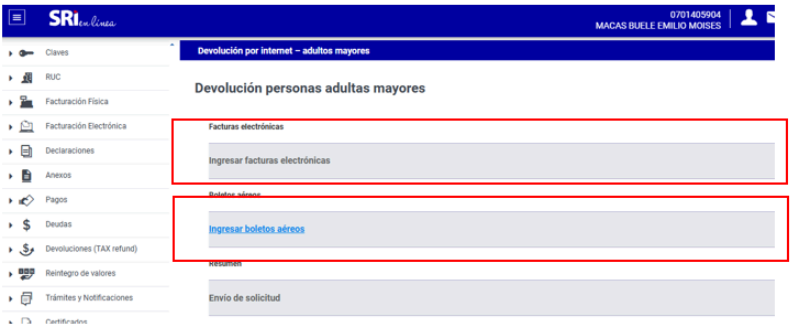 SRi en línea
0701405904
MACAS BUELE EMILIO MOISES
Claves
RUC
Facturación Física
Facturación Electrónica
Declaraciones
Anexos
Pagos
Deudas
Devoluciones (TAX refund)
Reintegro de valores
Trámites y Notificaciones
Certificados
Devolución por internet – adultos mayores
Devolución personas adultas mayores
Facturas electrónicas
Ingresar facturas electrónicas
Boletos aéreos
Ingresar boletos aéreos
Resumen
Envío de solicitud